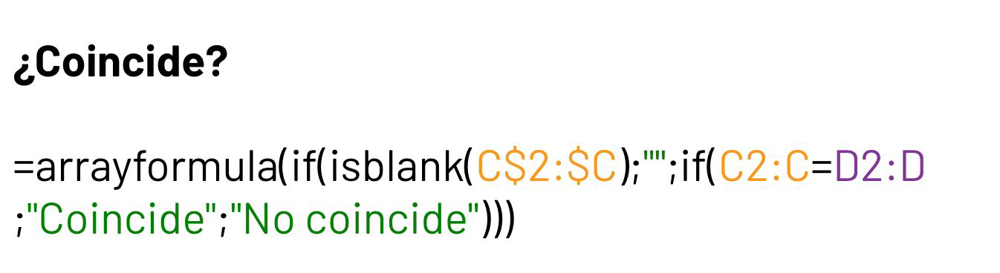 ¿Coincide?
=arrayformula(if(isblank(C$2:$C);"";if(C2:C=D2:D
;"Coincide";"No coincide")))